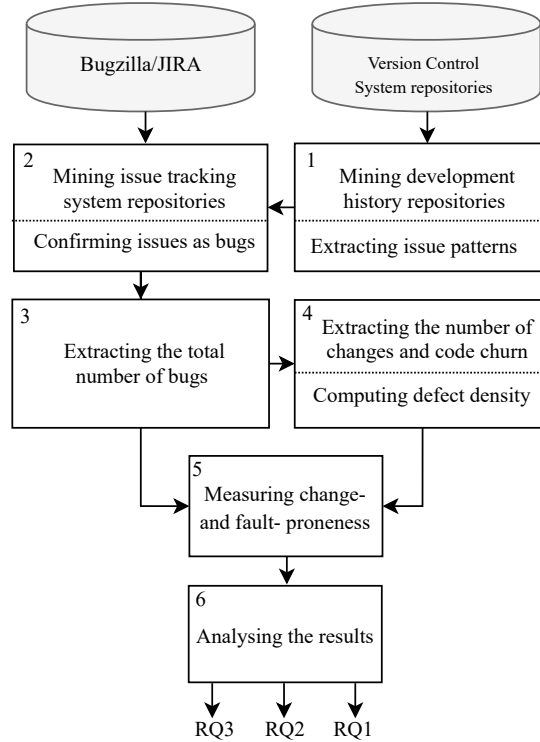 Bugzilla/JIRA
Version Control
System repositories
2
Mining issue tracking
system repositories
Confirming issues as bugs
1
Mining development
history repositories
Extracting issue patterns
3
Extracting the total
number of bugs
4
Extracting the number of
changes and code churn
Computing defect density
5
Measuring change-
and fault- proneness
6
Analysing the results
RQ3 RQ2 RQ1